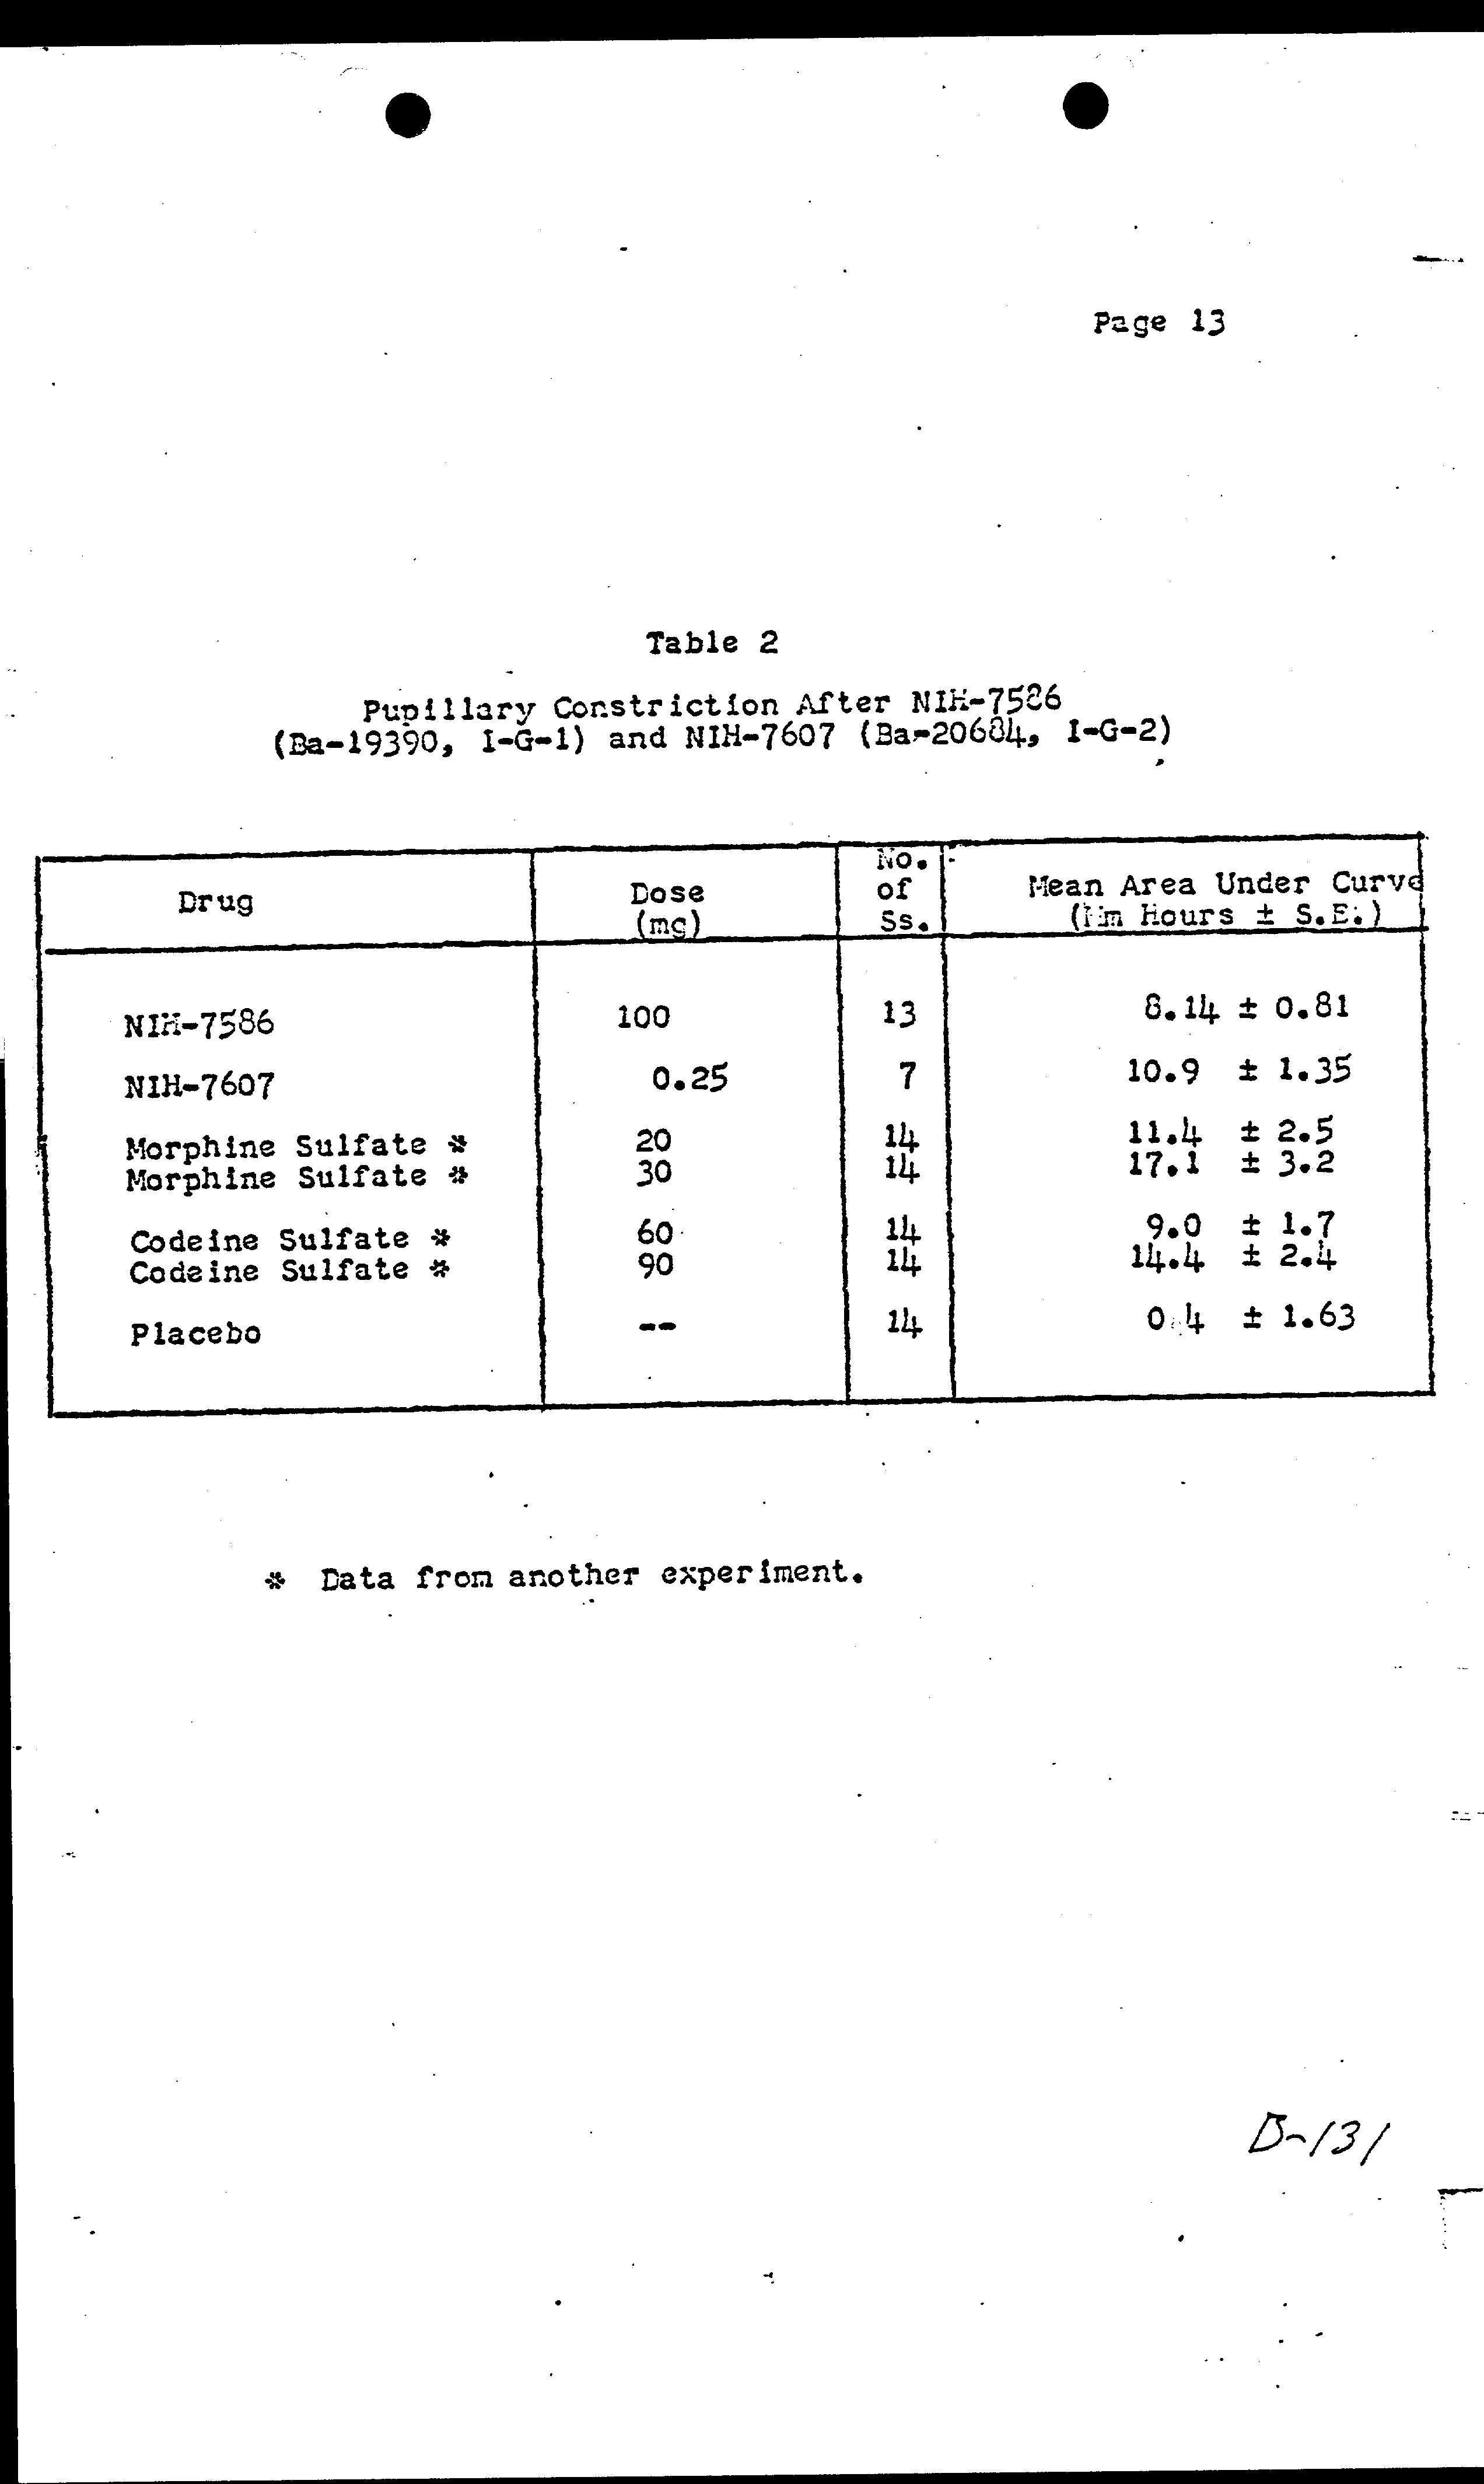 Page 13
Table 2
Pupillary Constriction After NIH-7586
(Ba-19390, I-G-1) and NIH-7607 (Ba-20684, I-G-2)
Drug Dose (mg) No. of Ss. Mean Area Under Curve (Mm Hours ± S.E.)
NIH-7586 100 13 8.14 ± 0.81
NIH-7607 0.25 7 10.9 ± 1.35
Morphine Sulfate * 20 14 11.4 ± 2.5
Morphine Sulfate * 30 14 17.1 ± 3.2
Codeine Sulfate * 60 14 9.0 ± 1.7
Codeine Sulfate * 90 14 14.4 ± 2.4
Placebo -- 14 0.4 ± 1.63
* Data from another experiment.
B-131